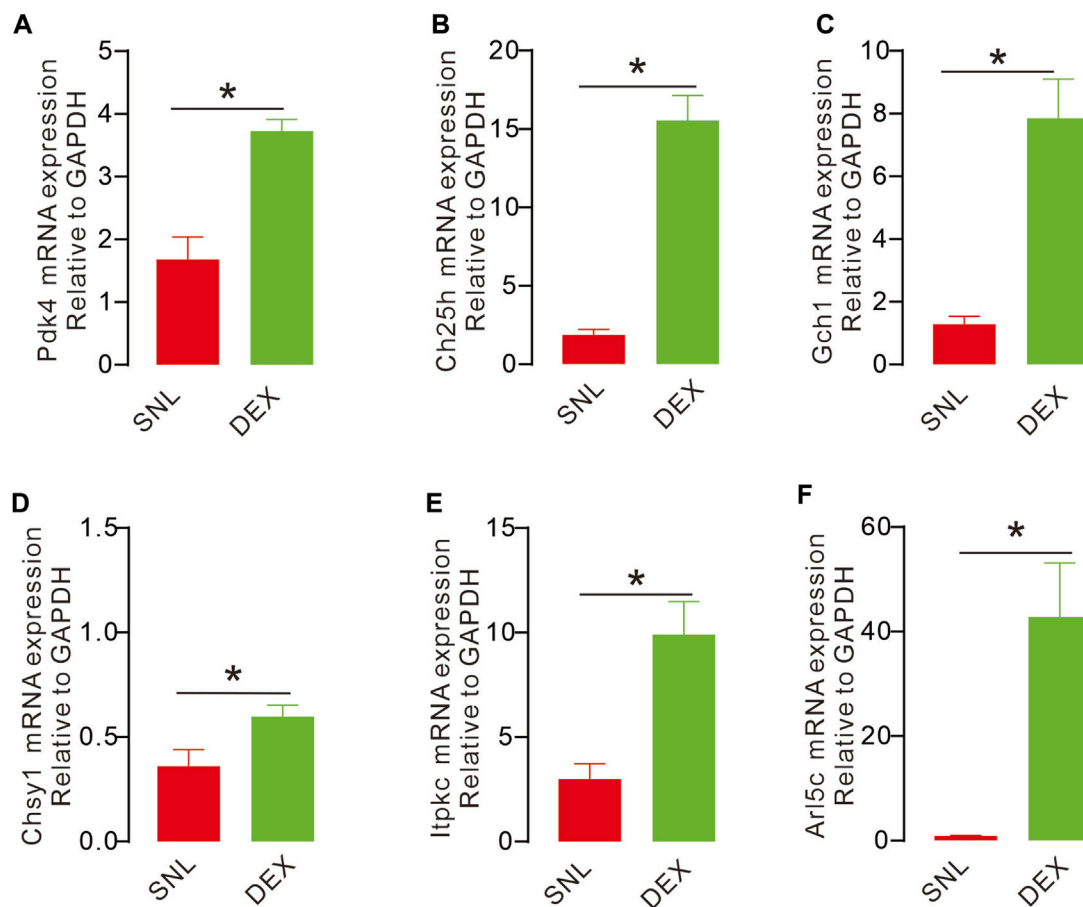 A
Pdk4 mRNA expression
Relative to GAPDH
5
4
3
2
1
0
*
SNL
DEX
B
Ch25h mRNA expression
Relative to GAPDH
20
15
10
5
0
*
SNL
DEX
C
Gch1 mRNA expression
Relative to GAPDH
10
8
6
4
2
0
*
SNL
DEX
D
Chsy1 mRNA expression
Relative to GAPDH
1.5
1.0
0.5
0.0
*
SNL
DEX
E
Itpkc mRNA expression
Relative to GAPDH
15
10
5
0
*
SNL
DEX
F
Arl5c mRNA expression
Relative to GAPDH
60
40
20
0
*
SNL
DEX